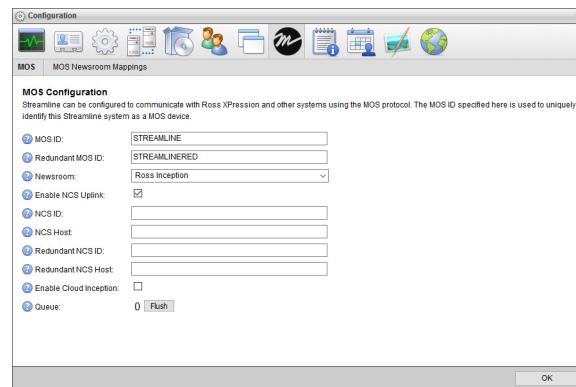 Configuration
MOS MOS Newsroom Mappings
MOS Configuration
Streamline can be configured to communicate with Ross XPression and other systems using the MOS protocol. The MOS ID specified here is used to uniquely
identify this Streamline system as a MOS device.
MOS ID: STREAMLINE
Redundant MOS ID: STREAMLINERED
Newsroom: Ross Inception
Enable NCS Uplink:
NCS ID:
NCS Host:
Redundant NCS ID:
Redundant NCS Host:
Enable Cloud Inception:
Queue: () Flush
OK